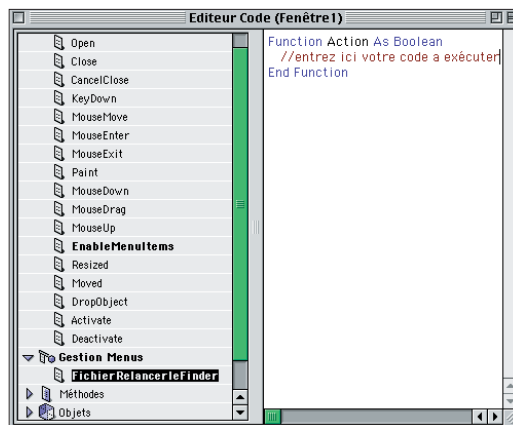 Editeur Code (Fenêtre1)
Open
Close
CancelClose
KeyDown
MouseMove
MouseEnter
MouseExit
Paint
MouseDown
MouseDrag
MouseUp
EnableMenuItems
Resized
Moved
DropObject
Activate
Deactivate
Gestion Menus
FichierRelancerleFinder
Méthodes
Objets
Function Action As Boolean
//entrez ici votre code a exécuter
End Function